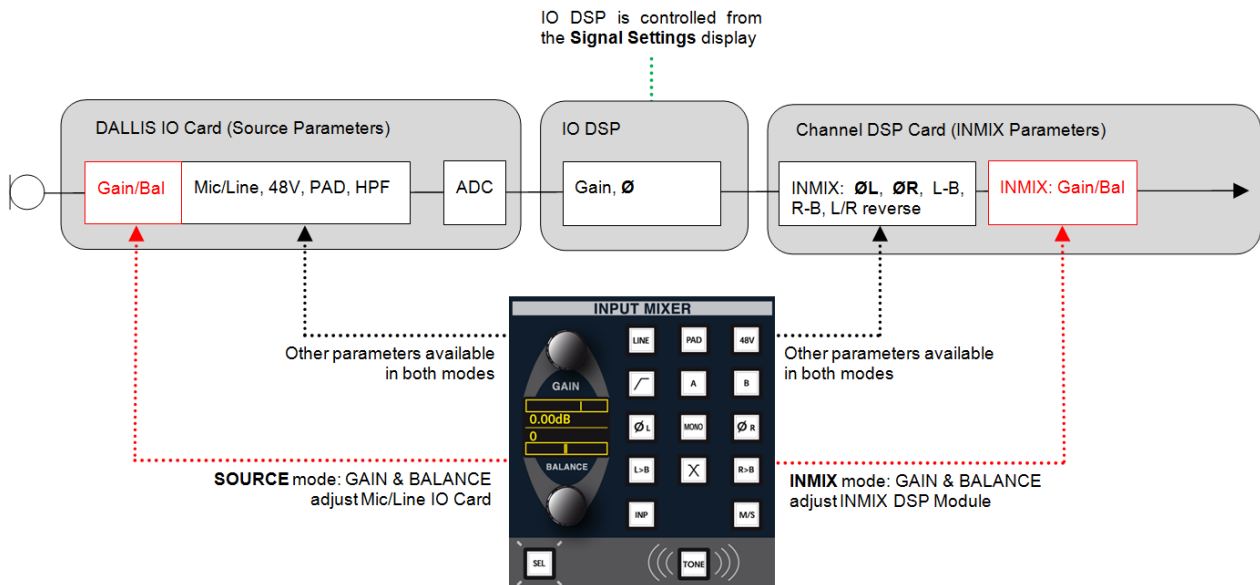 IO DSP is controlled from
the Signal Settings display
DALLIS IO Card (Source Parameters)
IO DSP
Channel DSP Card (INMIX Parameters)
Gain/Bal
Mic/Line, 48V, PAD, HPF
ADC
Gain, Ø
INMIX: ØL, ØR, L-B,
R-B, L/R reverse
INMIX: Gain/Bal
Other parameters available
in both modes
INPUT MIXER
LINE
PAD
48V
GAIN
A
B
0.00dB
0
Ø L
MONO
Ø R
BALANCE
L>B
X
R>B
INP
M/S
SEL
TONE
Other parameters available
in both modes
SOURCE mode: GAIN & BALANCE
adjust Mic/Line IO Card
INMIX mode: GAIN & BALANCE
adjust INMIX DSP Module